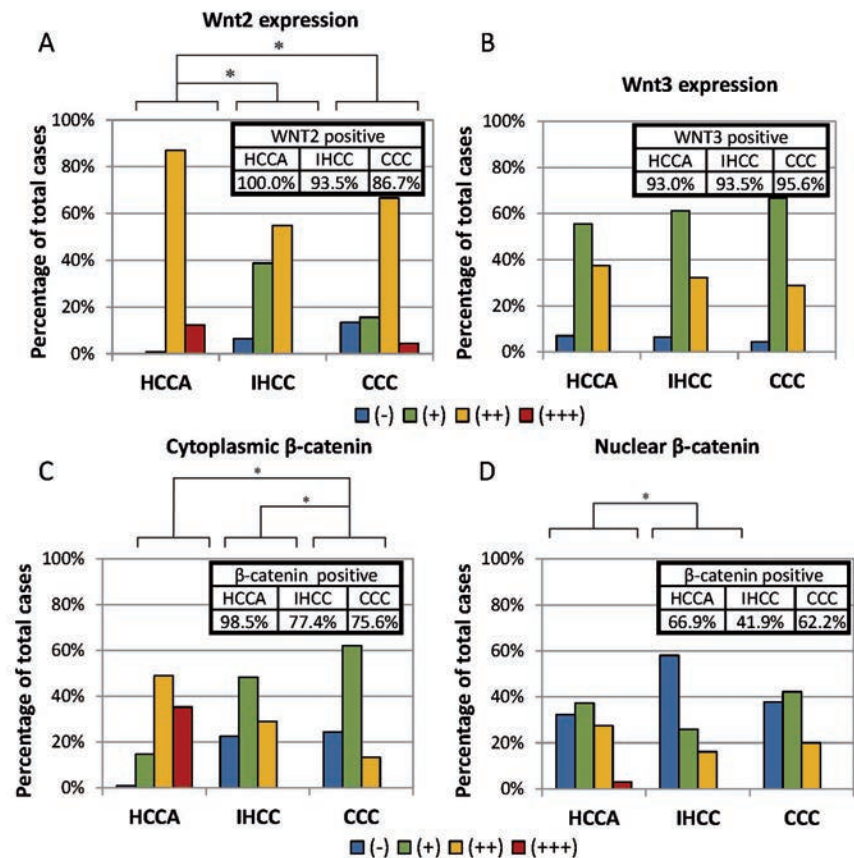 Wnt2 expression
A
*
*
Percentage of total cases
100%
80%
60%
40%
20%
0%
WNT2 positive
HCCA IHCC CCC
100.0% 93.5% 86.7%
HCCA IHCC CCC
B
Wnt3 expression
Percentage of total cases
100%
80%
60%
40%
20%
0%
WNT3 positive
HCCA IHCC CCC
93.0% 93.5% 95.6%
HCCA IHCC CCC
(-) (+) (++) (+++)
Cytoplasmic β-catenin
C
*
*
Percentage of total cases
100%
80%
60%
40%
20%
0%
β-catenin positive
HCCA IHCC CCC
98.5% 77.4% 75.6%
HCCA IHCC CCC
Nuclear β-catenin
D
*
Percentage of total cases
100%
80%
60%
40%
20%
0%
β-catenin positive
HCCA IHCC CCC
66.9% 41.9% 62.2%
HCCA IHCC CCC
(-) (+) (++) (+++)